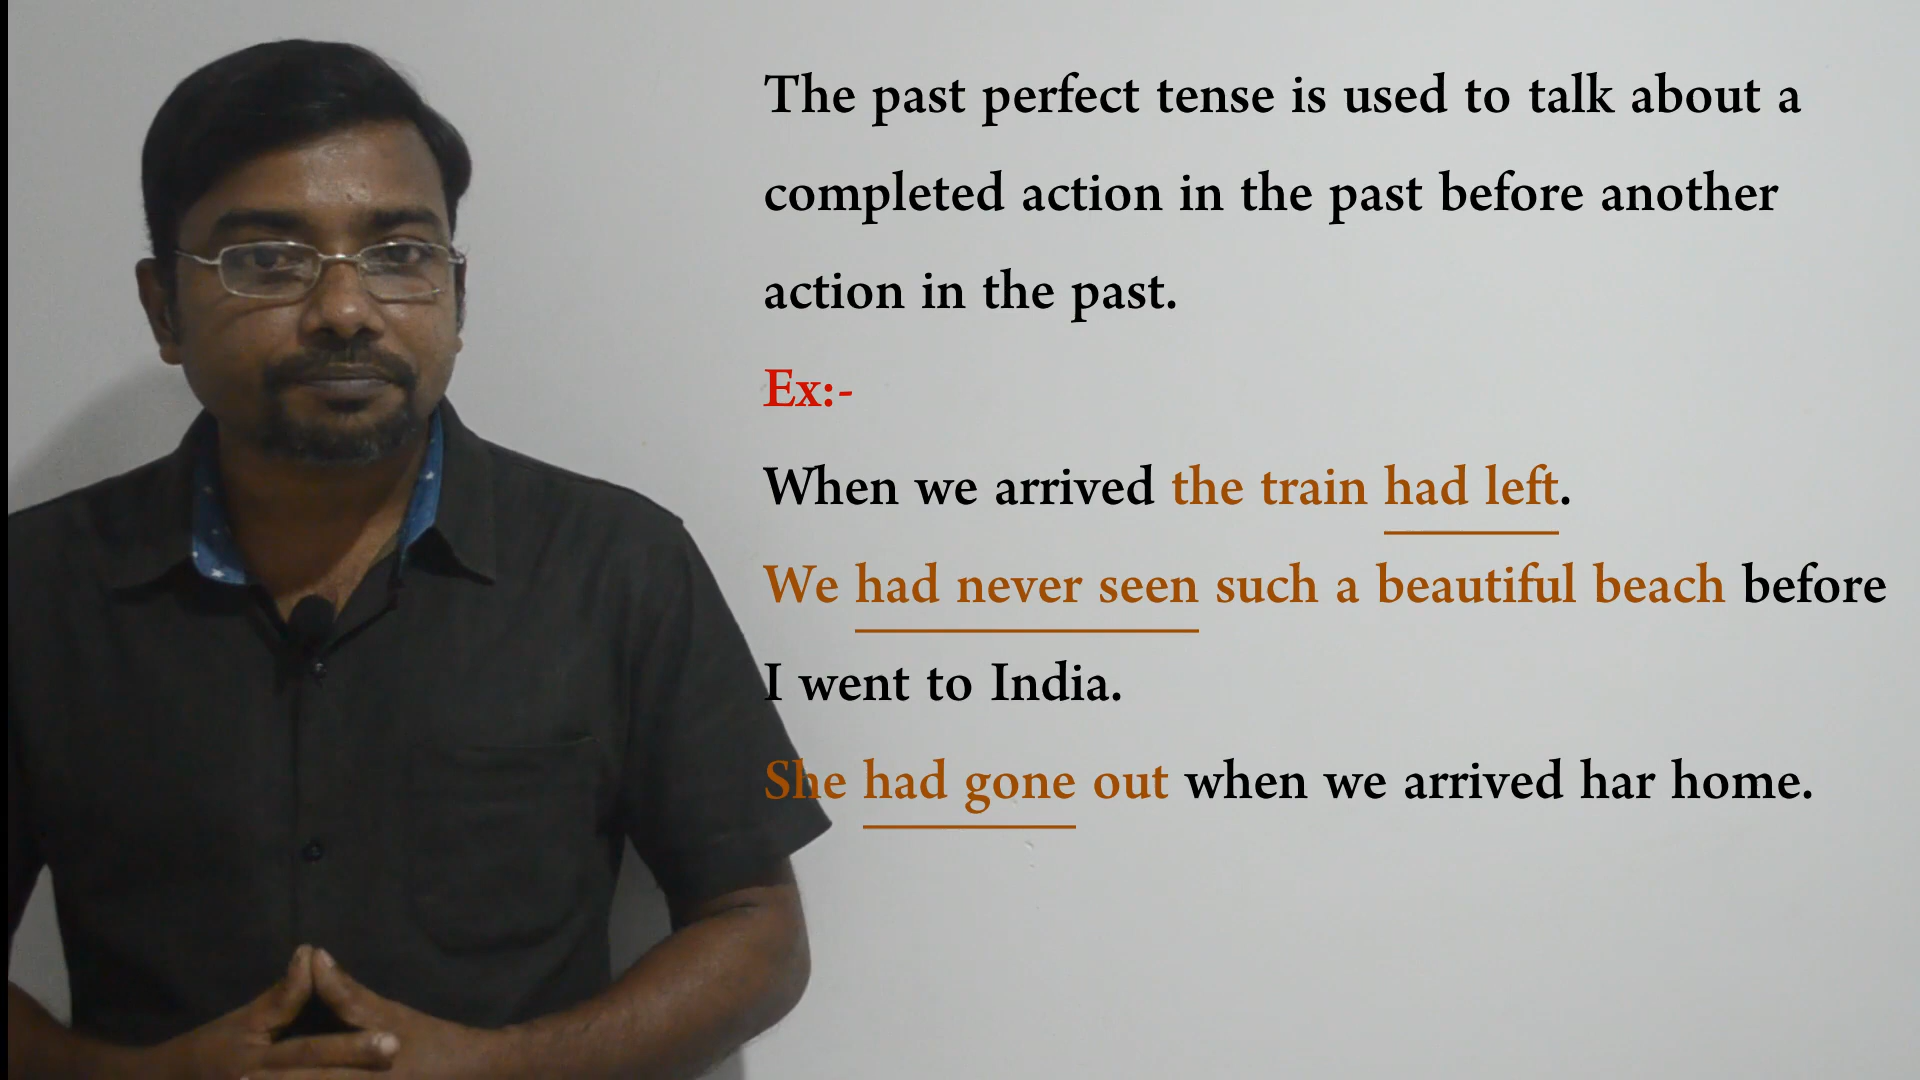 The past perfect tense is used to talk about a
completed action in the past before another
action in the past.
Ex:-
When we arrived the train had left.
We had never seen such a beautiful beach before
I went to India.
She had gone out when we arrived har home.